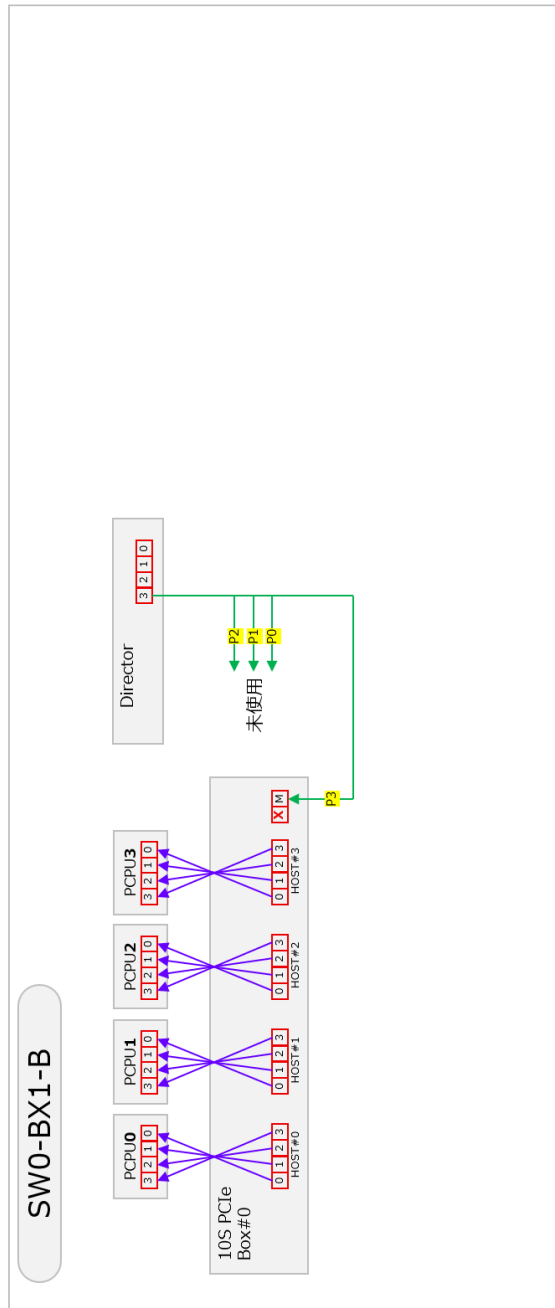 SW0-BX1-B
PCPU0
3 2 1 0
PCPU1
3 2 1 0
PCPU2
3 2 1 0
PCPU3
3 2 1 0
Director
3 2 1 0
10S PCIe
Box#0
0 1 2 3
HOST#0
0 1 2 3
HOST#1
0 1 2 3
HOST#2
0 1 2 3
HOST#3
X M
未使用
P2
P1
P0
P3